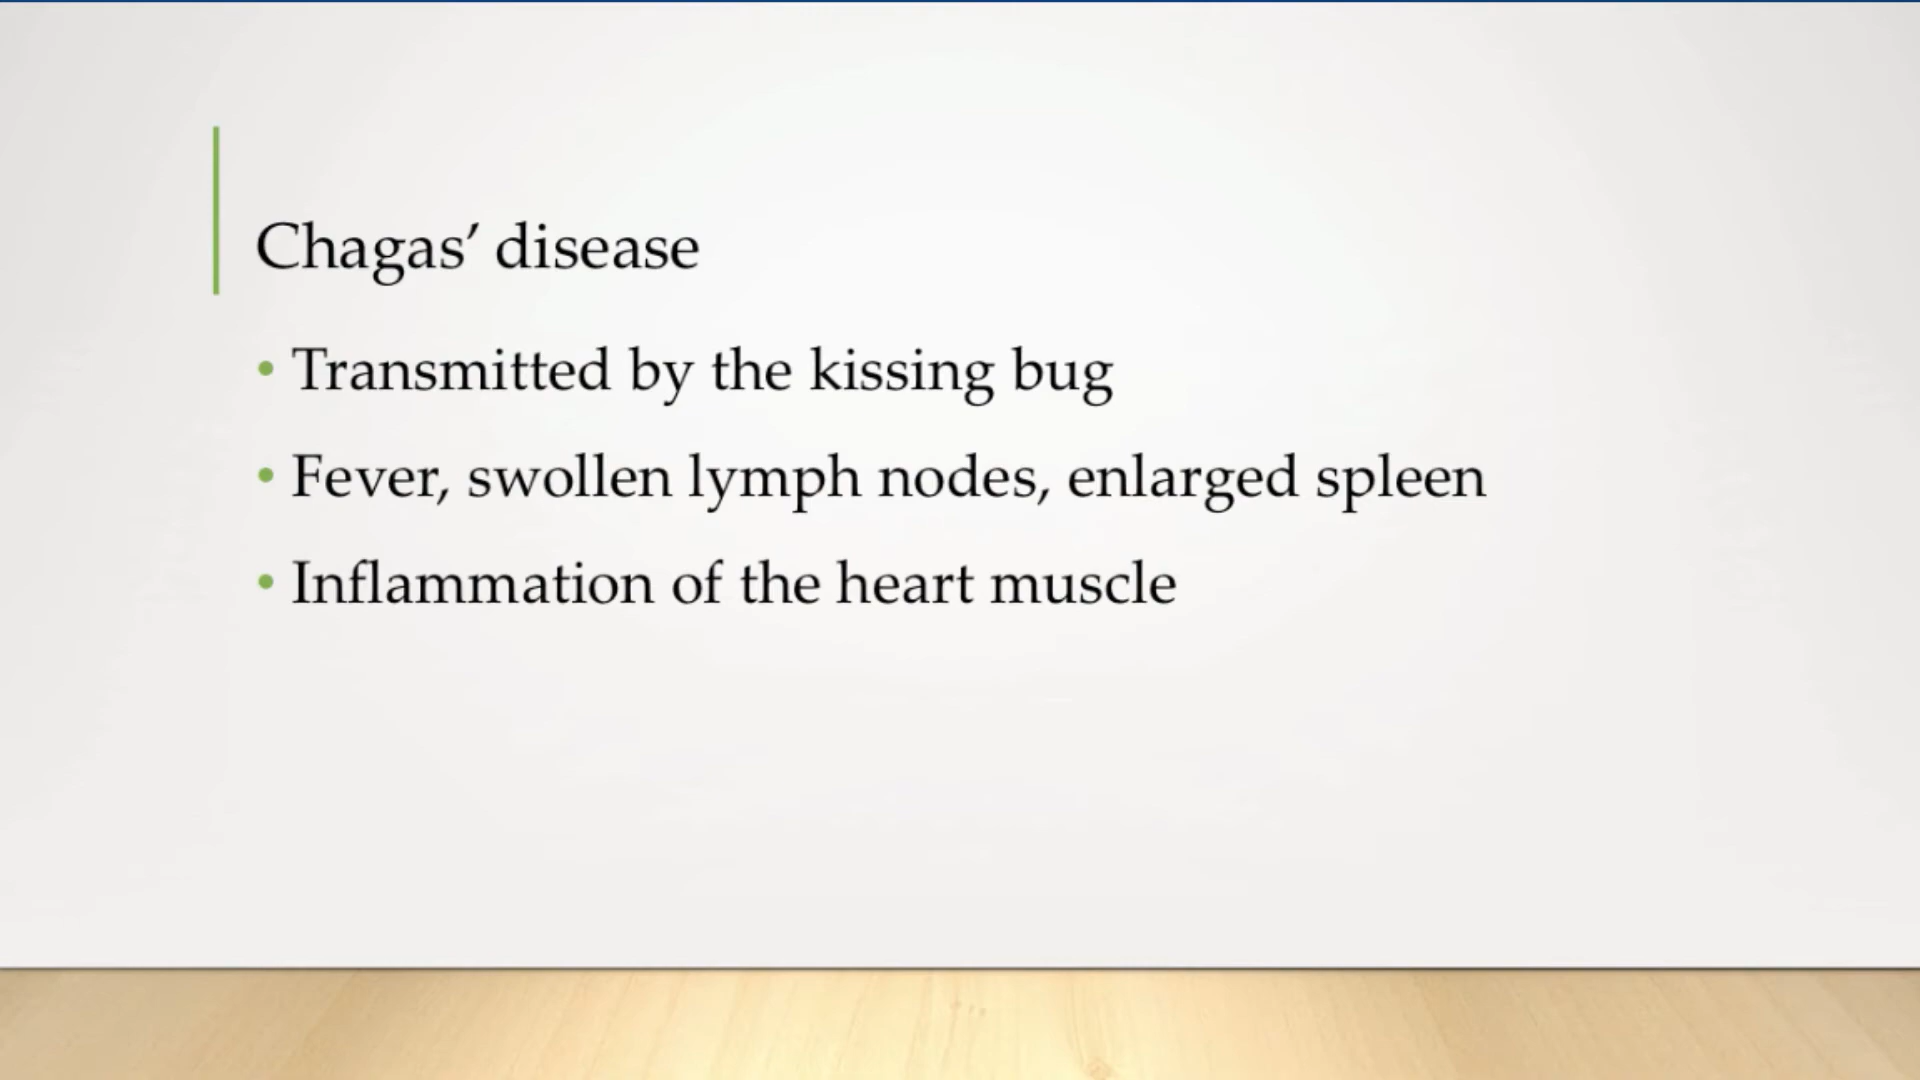 Chagas’ disease
• Transmitted by the kissing bug
• Fever, swollen lymph nodes, enlarged spleen
• Inflammation of the heart muscle